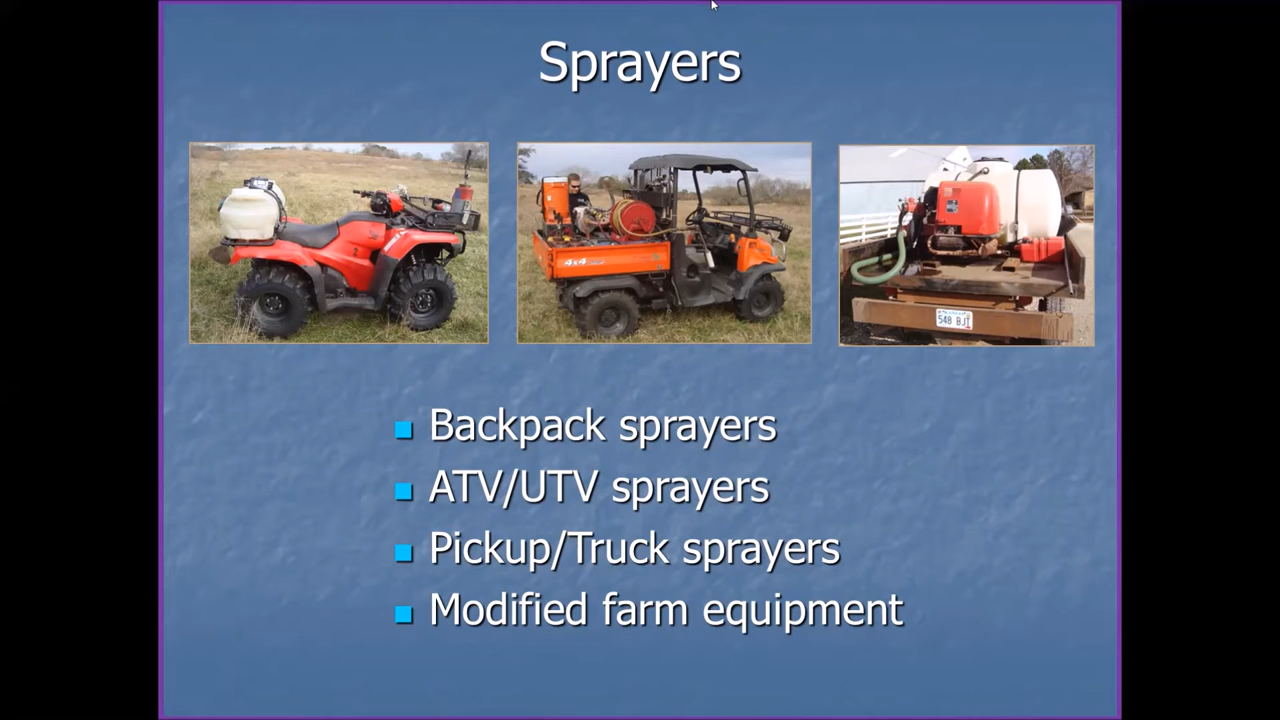 Sprayers
4x4
548 BJT
Backpack sprayers
ATV/UTV sprayers
Pickup/Truck sprayers
Modified farm equipment